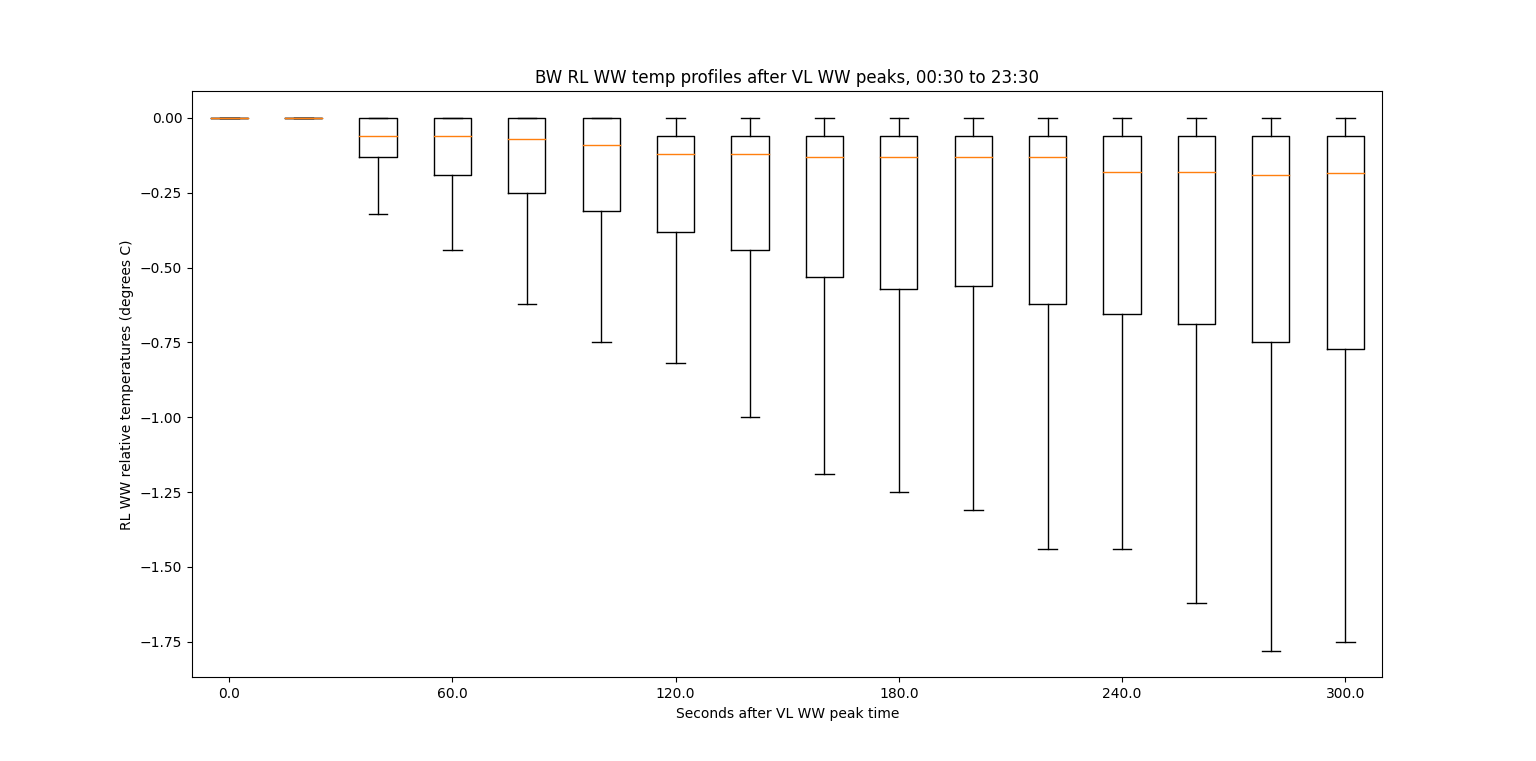 BW RL WW temp profiles after VL WW peaks, 00:30 to 23:30
0.00
−0.25
−0.50
−0.75
−1.00
−1.25
−1.50
−1.75
RL WW relative temperatures (degrees C)
0.0 60.0 120.0 180.0 240.0 300.0
Seconds after VL WW peak time